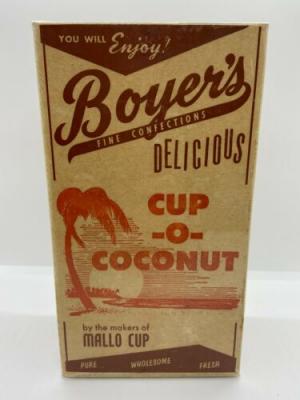 YOU WILL Enjoy!
Boyer's
FINE CONFECTIONS
DELICIOUS
CUP
-O-
COCONUT
by the makers of
MALLO CUP
PURE WHOLESOME FRESH